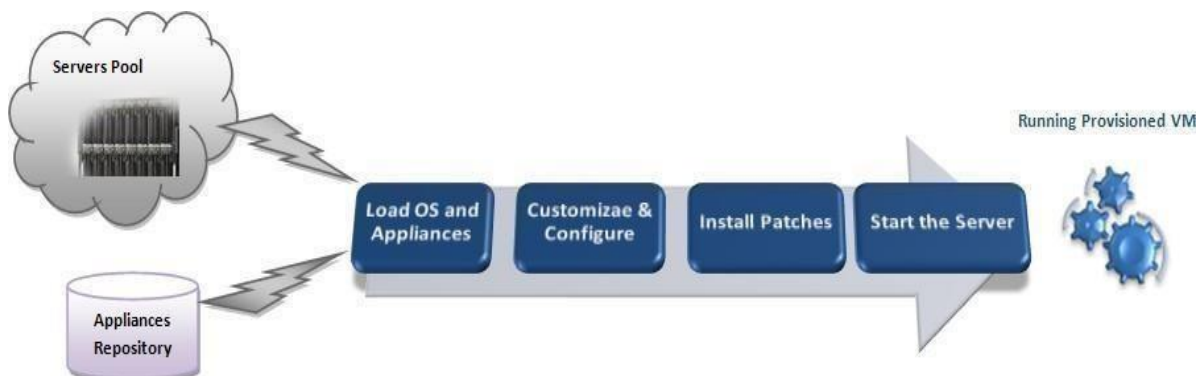 Servers Pool
Running Provisioned VM
Load OS and
Appliances
Customizae &
Configure
Install Patches
Start the Server
Appliances
Repository